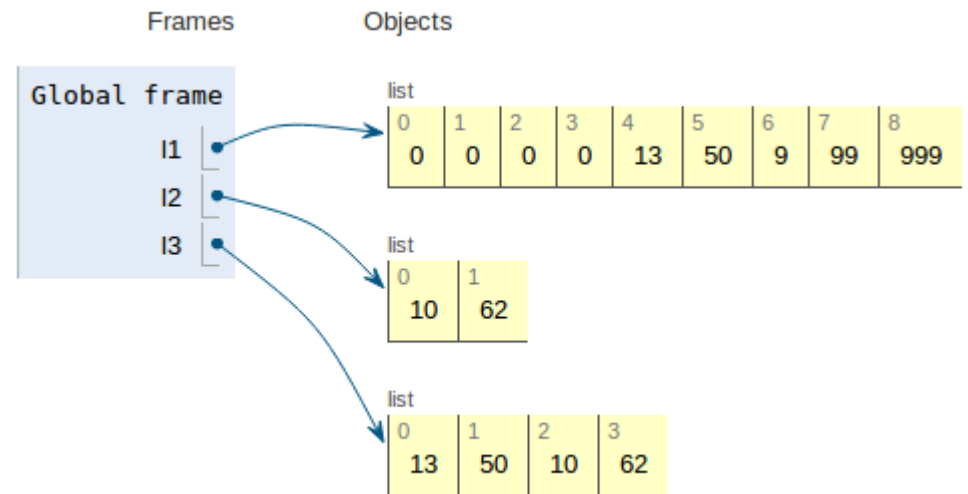 Frames Objects
Global frame
l1
l2
l3
list
0 1 2 3 4 5 6 7 8
0 0 0 0 13 50 9 99 999
list
0 1
10 62
list
0 1 2 3
13 50 10 62